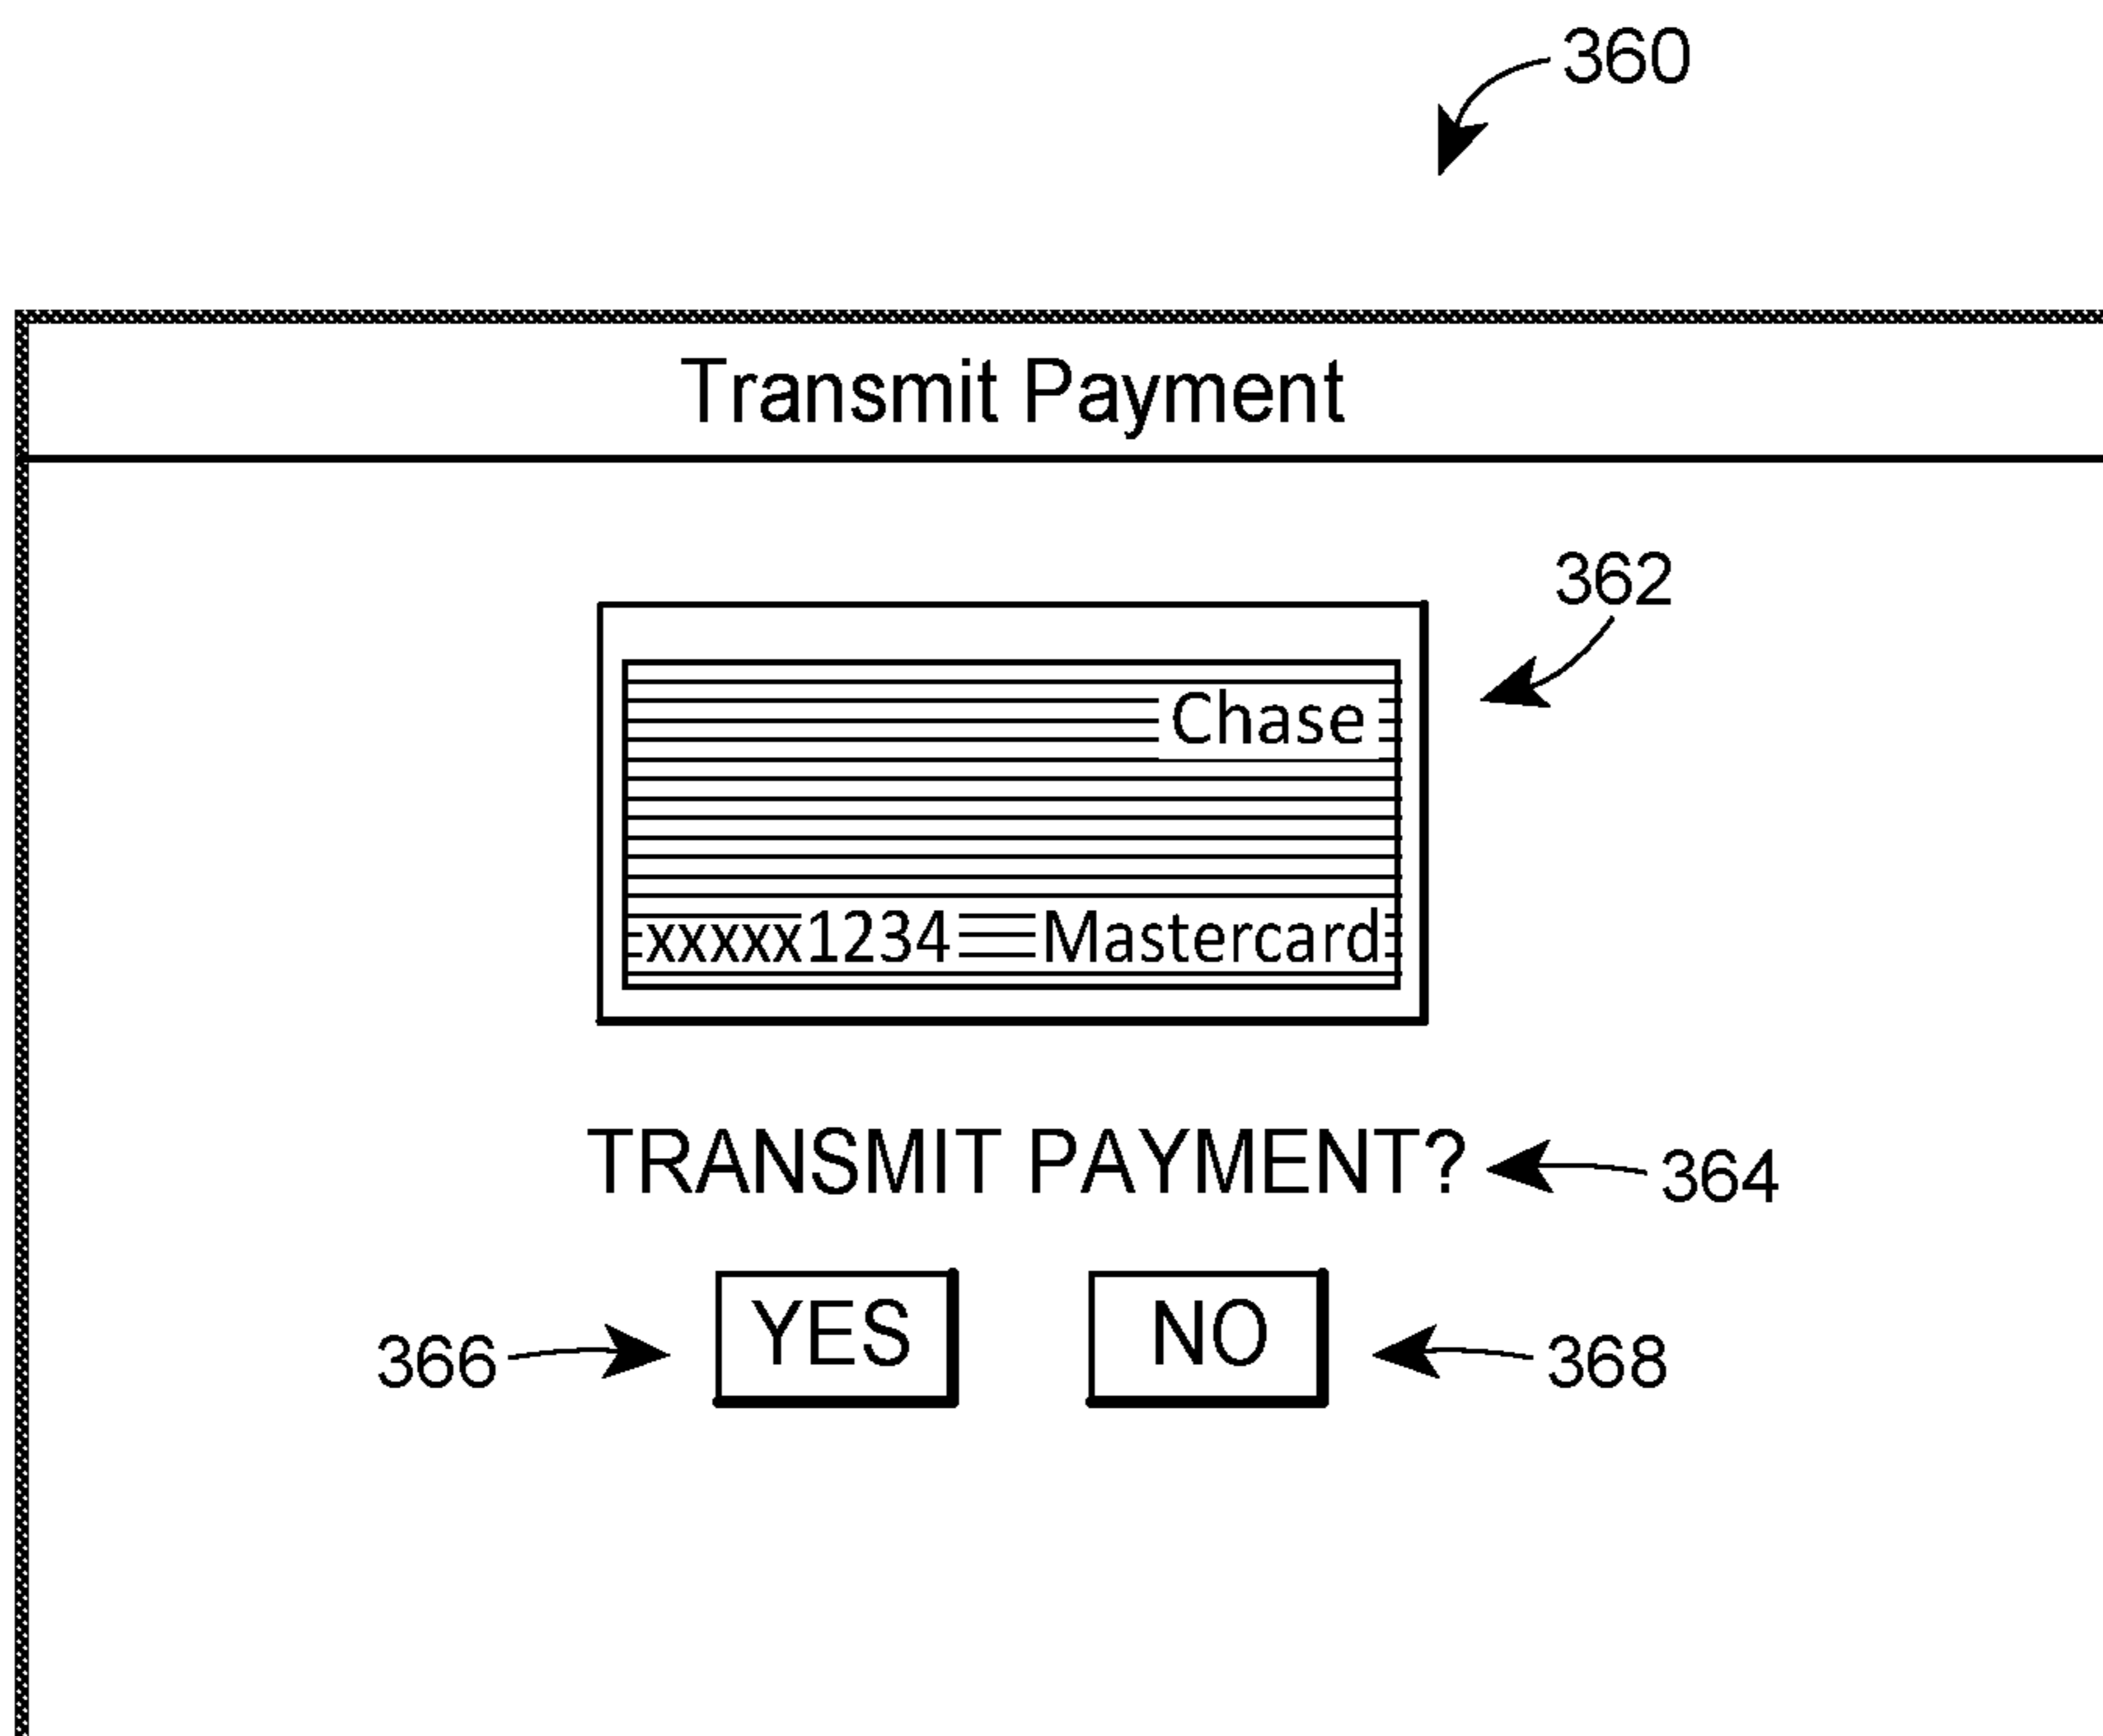 360
Transmit Payment
362
Chase
xxxxx1234 Mastercard
TRANSMIT PAYMENT? 364
366 YES NO 368